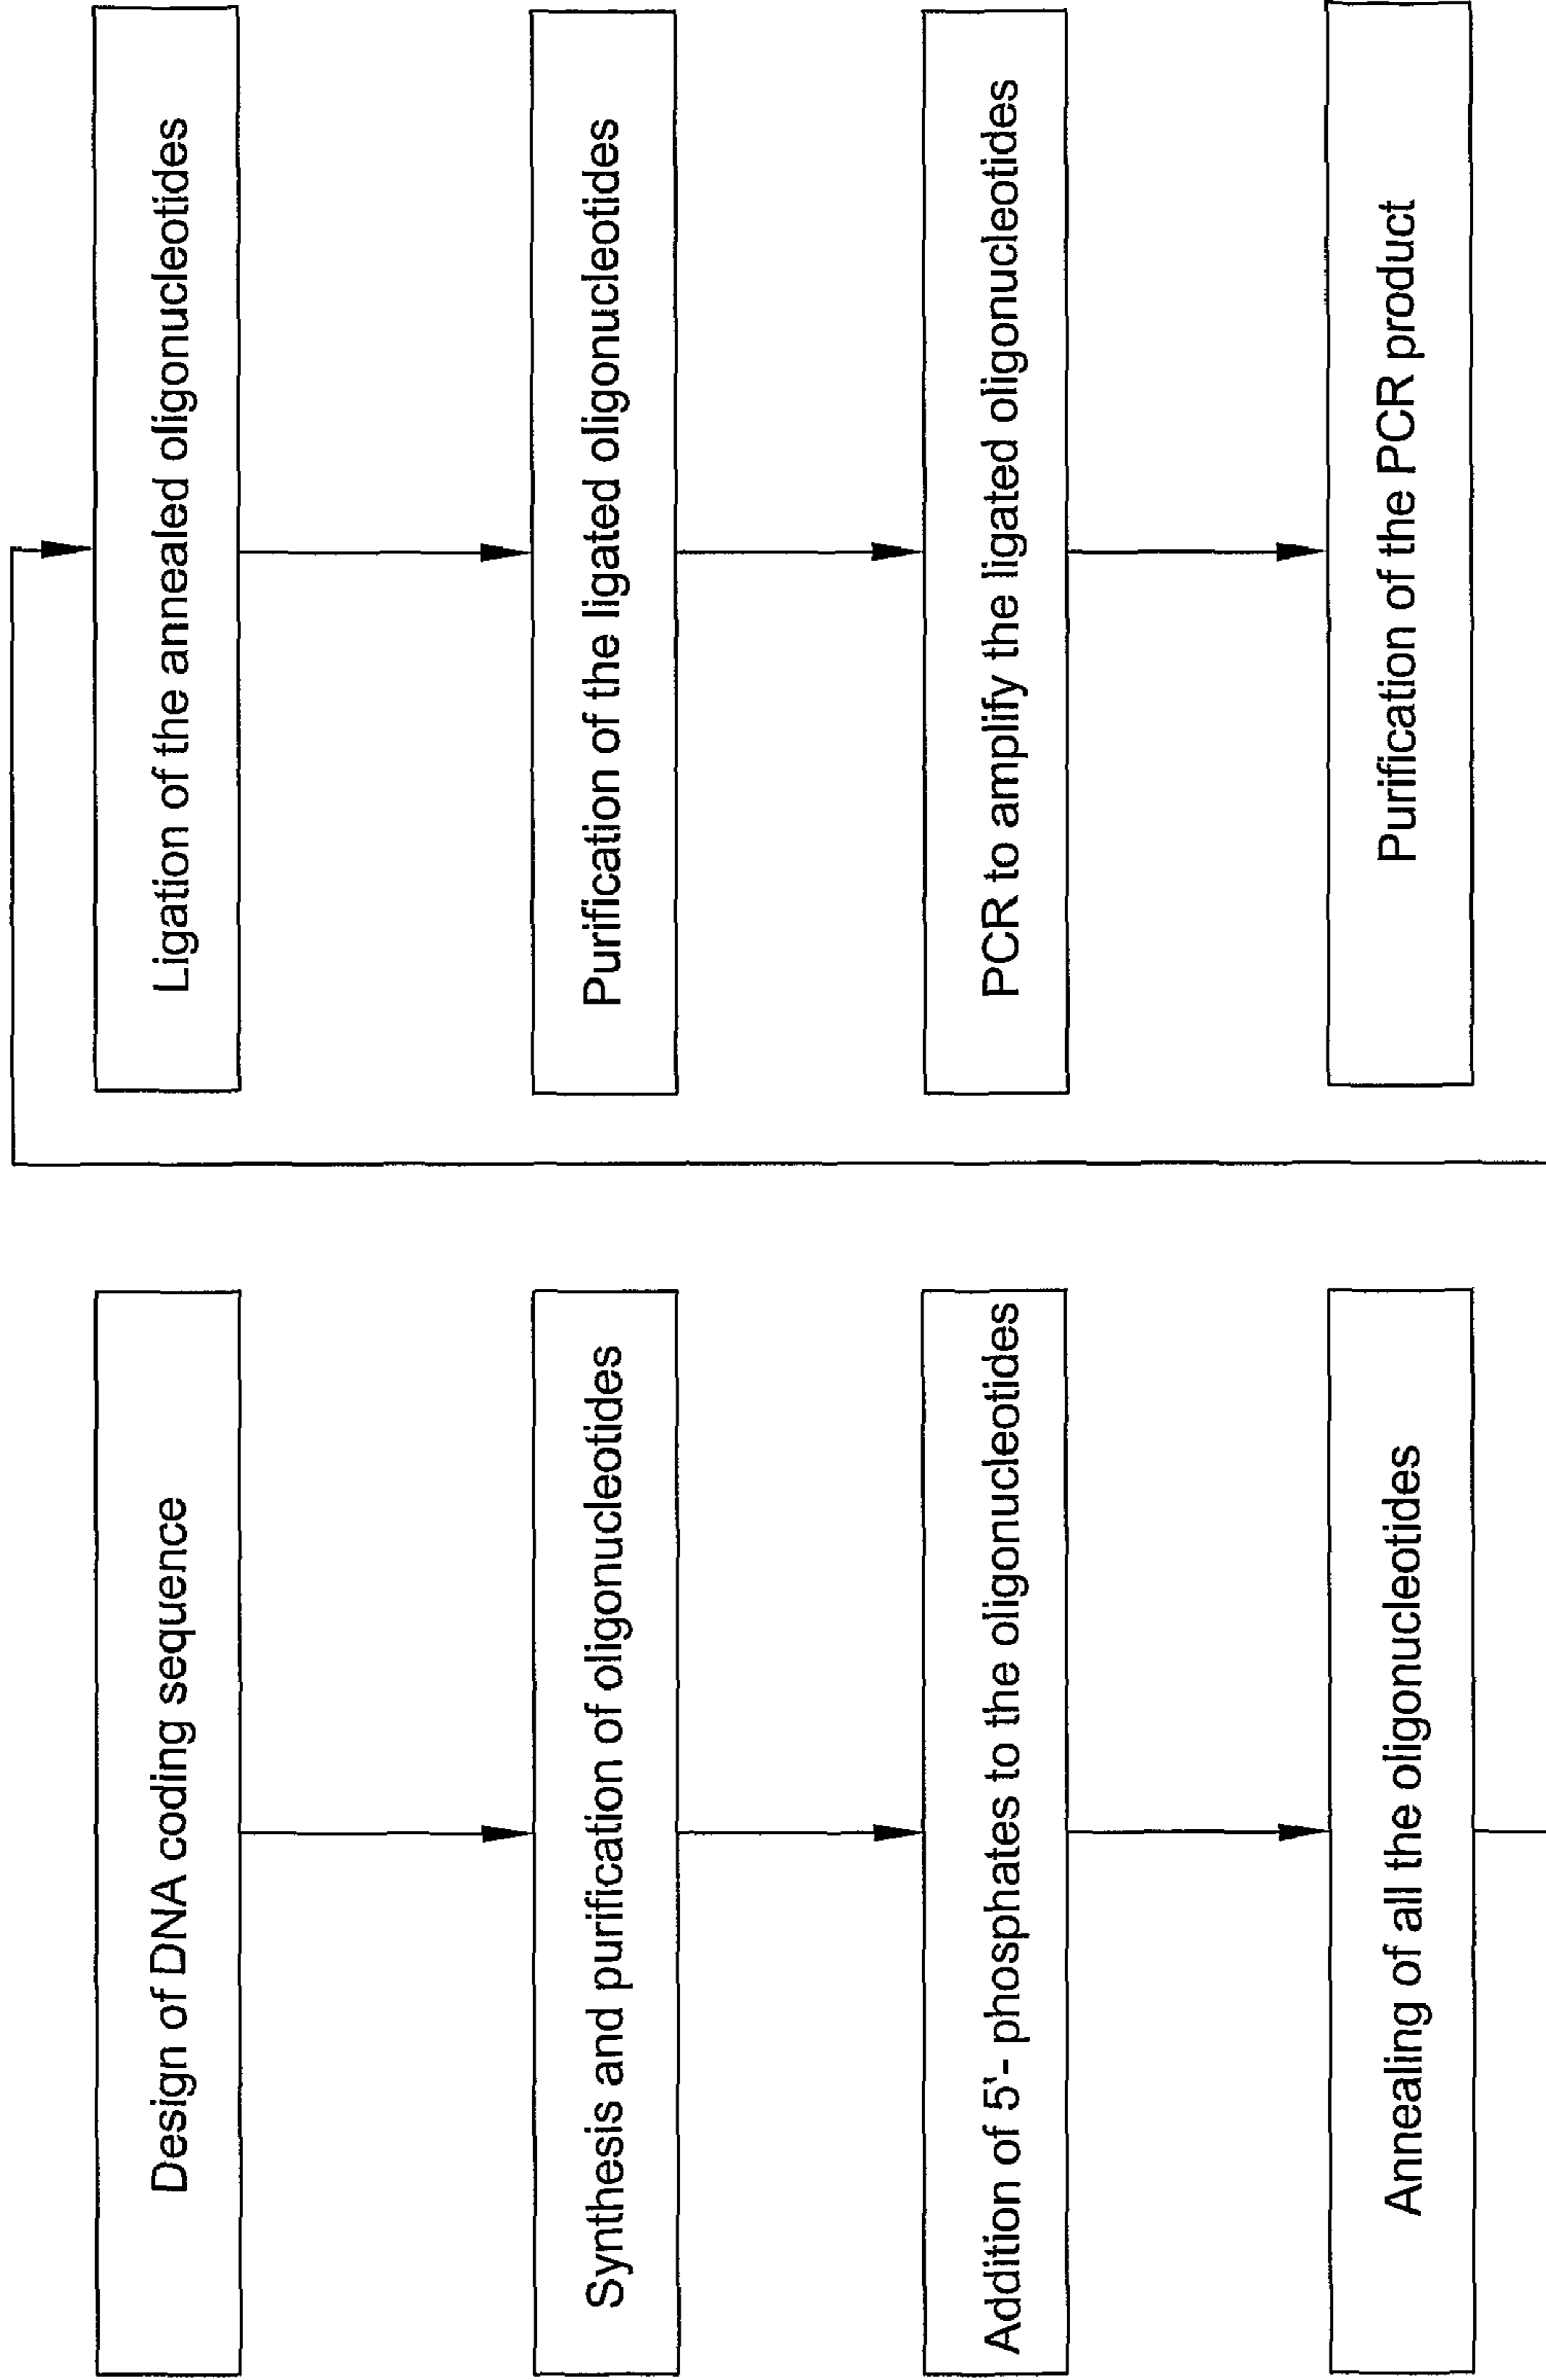 Design of DNA coding sequence
Synthesis and purification of oligonucleotides
Addition of 5'- phosphates to the oligonucleotides
Annealing of all the oligonucleotides
Ligation of the annealed oligonucleotides
Purification of the ligated oligonucleotides
PCR to amplify the ligated oligonucleotides
Purification of the PCR product